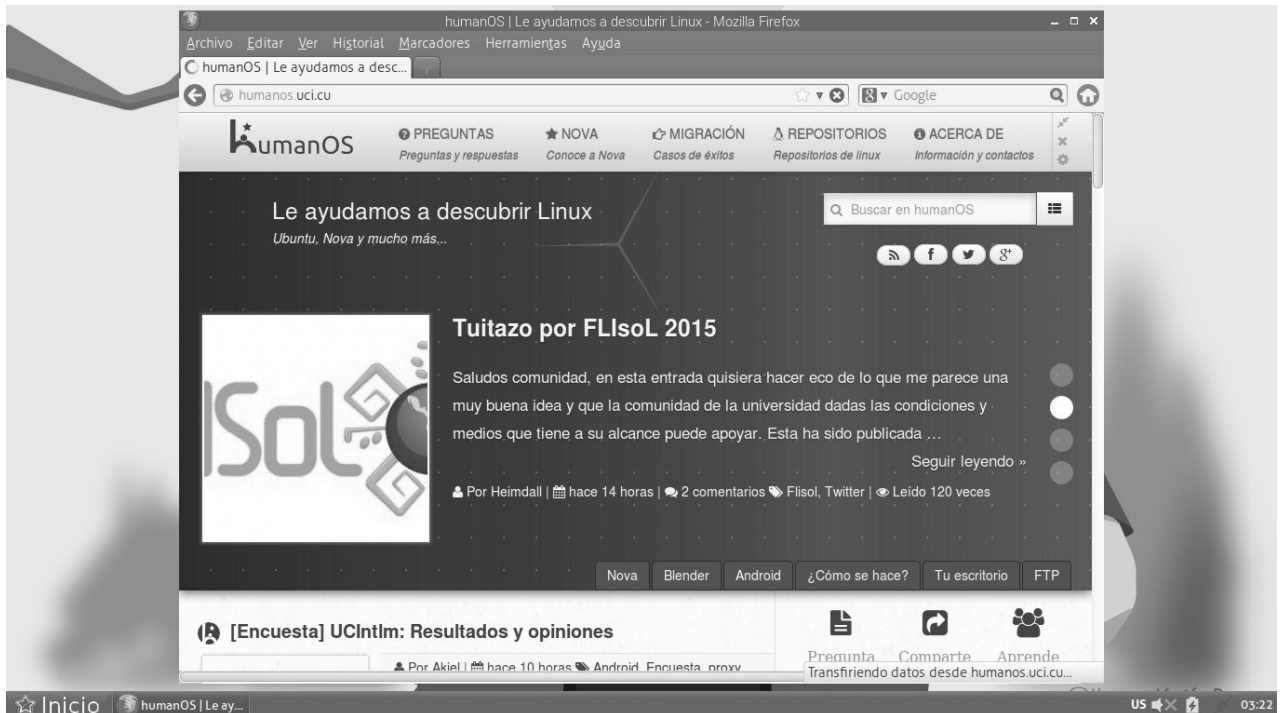 humanOS | Le ayudamos a descubrir Linux - Mozilla Firefox
Archivo Editar Ver Historial Marcadores Herramientas Ayuda
humanOS | Le ayudamos a desc...
humanos.uci.cu
Google
humanOS
PREGUNTAS
Preguntas y respuestas
NOVA
Conoce a Nova
MIGRACIÓN
Casos de éxitos
REPOSITORIOS
Repositorios de linux
ACERCA DE
Información y contactos
Le ayudamos a descubrir Linux
Ubuntu, Nova y mucho más...
Buscar en humanOS
ISoL
Tuitazo por FLIsoL 2015
Saludos comunidad, en esta entrada quisiera hacer eco de lo que me parece una
muy buena idea y que la comunidad de la universidad dadas las condiciones y
medios que tiene a su alcance puede apoyar. Esta ha sido publicada …
Seguir leyendo »
Por Heimdall | hace 14 horas | 2 comentarios Flisol, Twitter | Leído 120 veces
Nova Blender Android ¿Cómo se hace? Tu escritorio FTP
[Encuesta] UCIntIm: Resultados y opiniones
Por Akiel | hace 10 horas Android, Encuesta, proxy
Pregunta Comparte Aprende
Transfiriendo datos desde humanos.uci.cu...
Inicio
humanOS | Le ay...
US
03:22